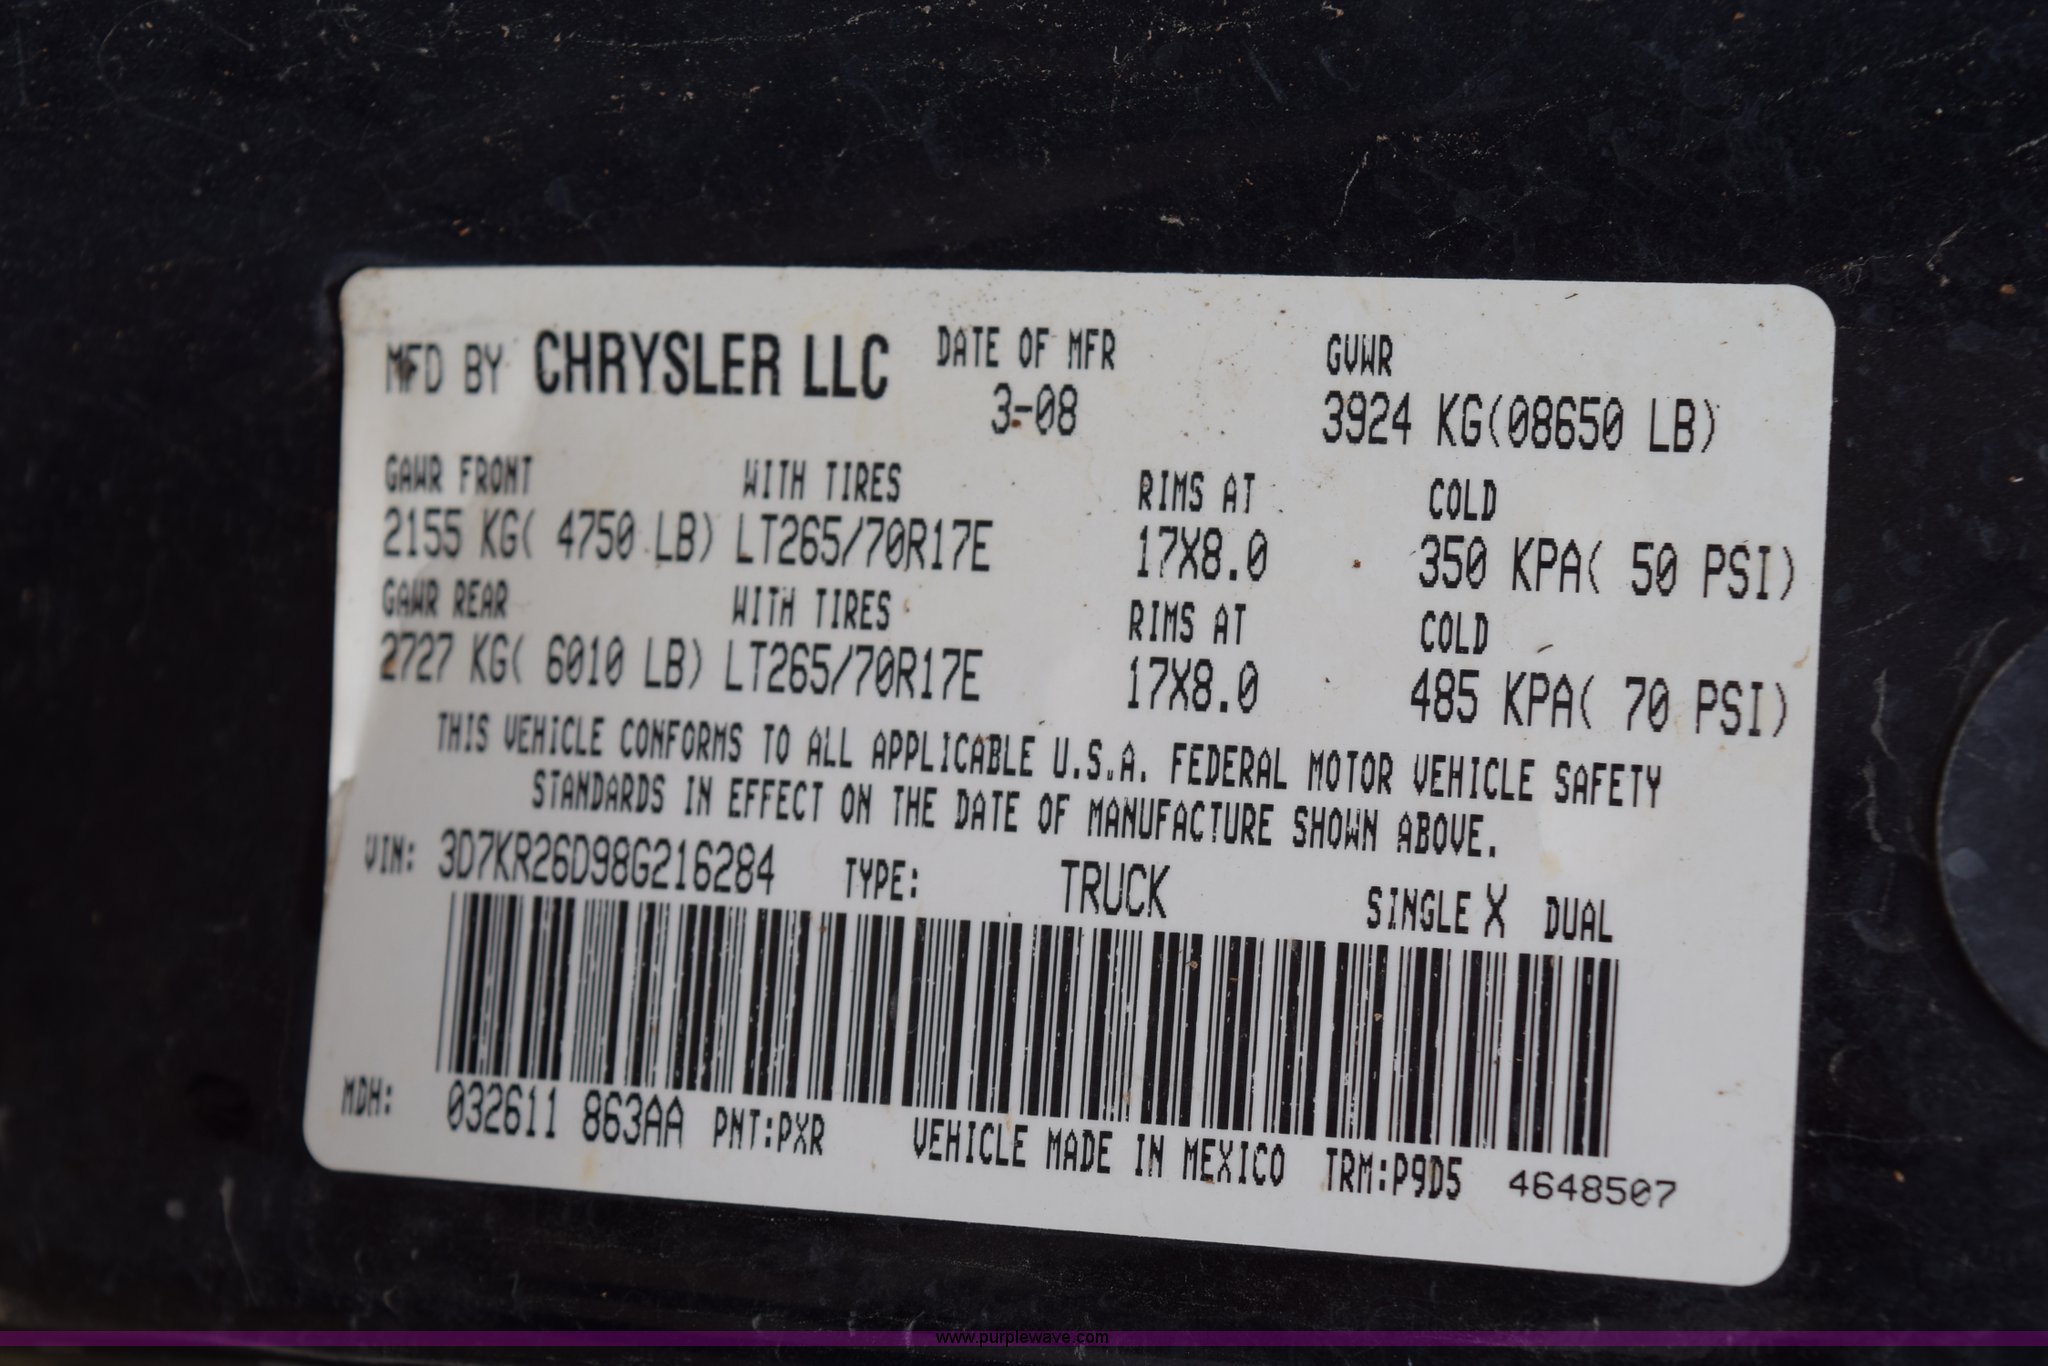 MFD BY CHRYSLER LLC DATE OF MFR GVWR
3-08 3924 KG(08650 LB)
GAWR FRONT WITH TIRES RIMS AT COLD
2155 KG( 4750 LB) LT265/70R17E 17X8.0 350 KPA( 50 PSI)
GAWR REAR WITH TIRES RIMS AT COLD
2727 KG( 6010 LB) LT265/70R17E 17X8.0 485 KPA( 70 PSI)
THIS VEHICLE CONFORMS TO ALL APPLICABLE U.S.A. FEDERAL MOTOR VEHICLE SAFETY
STANDARDS IN EFFECT ON THE DATE OF MANUFACTURE SHOWN ABOVE.
VIN: 3D7KR26D98G216284 TYPE: TRUCK SINGLE X DUAL
MDH: 032611 863AA PNT:PXR VEHICLE MADE IN MEXICO TRM:P9D5 4648507
www.purplewave.com